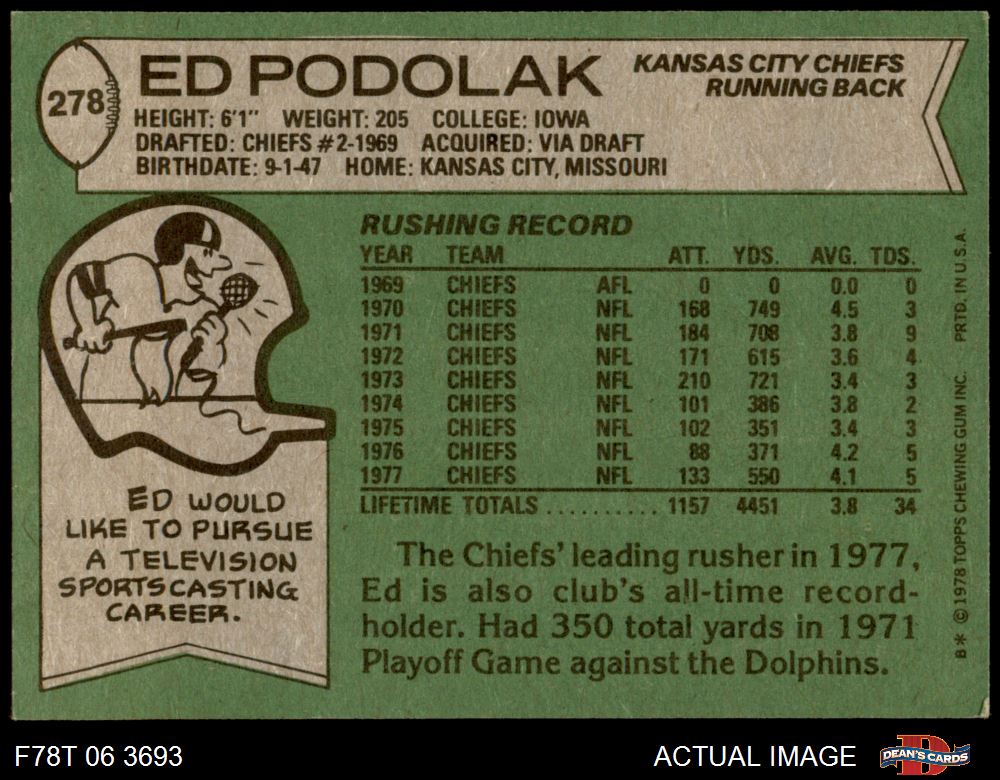 278
ED PODOLAK
KANSAS CITY CHIEFS
RUNNING BACK
HEIGHT: 6'1" WEIGHT: 205 COLLEGE: IOWA
DRAFTED: CHIEFS #2-1969 ACQUIRED: VIA DRAFT
BIRTHDATE: 9-1-47 HOME: KANSAS CITY, MISSOURI
RUSHING RECORD
YEAR TEAM ATT. YDS. AVG. TDS.
1969 CHIEFS AFL 0 0 0.0 0
1970 CHIEFS NFL 168 749 4.5 3
1971 CHIEFS NFL 184 708 3.8 9
1972 CHIEFS NFL 171 615 3.6 4
1973 CHIEFS NFL 210 721 3.4 3
1974 CHIEFS NFL 101 386 3.8 2
1975 CHIEFS NFL 102 351 3.4 3
1976 CHIEFS NFL 88 371 4.2 5
1977 CHIEFS NFL 133 550 4.1 5
LIFETIME TOTALS .......... 1157 4451 3.8 34
ED WOULD
LIKE TO PURSUE
A TELEVISION
SPORTSCASTING
CAREER.
The Chiefs' leading rusher in 1977,
Ed is also club's all-time record-
holder. Had 350 total yards in 1971
Playoff Game against the Dolphins.
B* © 1978 TOPPS CHEWING GUM INC. PRTD. IN U.S.A.
F78T 06 3693
ACTUAL IMAGE
DEAN'S CARDS